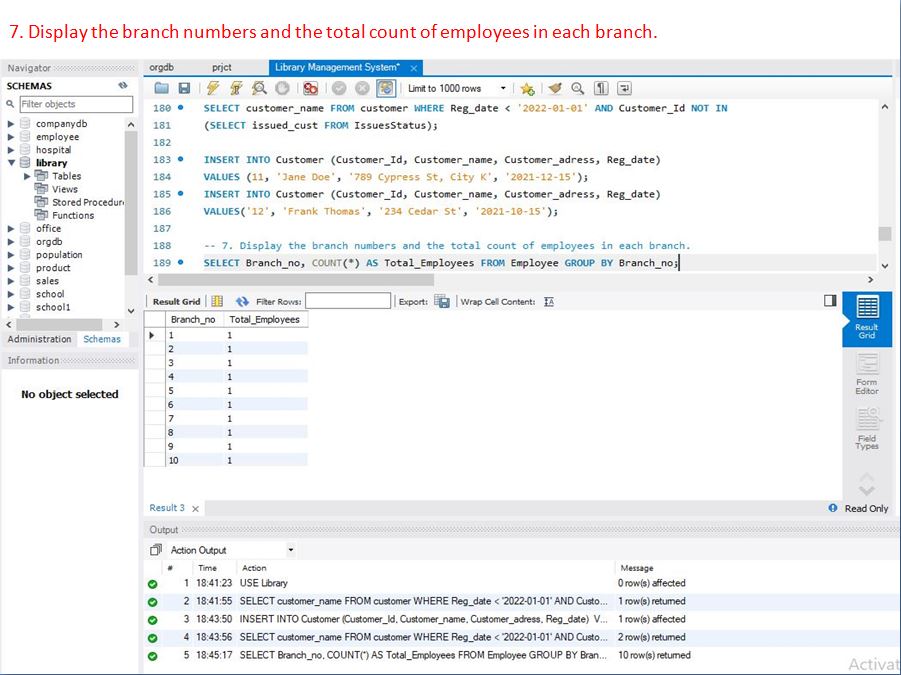 7. Display the branch numbers and the total count of employees in each branch.
Navigator
orgdb prjct Library Management System* ×
SCHEMAS
Limit to 1000 rows
Filter objects
companydb
employee
hospital
library
Tables
Views
Stored Procedure
Functions
office
orgdb
population
product
sales
school
school1
Administration Schemas
Information
No object selected
180 SELECT customer_name FROM customer WHERE Reg_date < '2022-01-01' AND Customer_Id NOT IN
181 (SELECT issued_cust FROM IssuesStatus);
182
183 INSERT INTO Customer (Customer_Id, Customer_name, Customer_adress, Reg_date)
184 VALUES (11, 'Jane Doe', '789 Cypress St, City K', '2021-12-15');
185 INSERT INTO Customer (Customer_Id, Customer_name, Customer_adress, Reg_date)
186 VALUES('12', 'Frank Thomas', '234 Cedar St', '2021-10-15');
187
188 -- 7. Display the branch numbers and the total count of employees in each branch.
189 SELECT Branch_no, COUNT(*) AS Total_Employees FROM Employee GROUP BY Branch_no;
Result Grid Filter Rows: Export: Wrap Cell Content:
Branch_no Total_Employees
1 1
2 1
3 1
4 1
5 1
6 1
7 1
8 1
9 1
10 1
Result Grid
Form Editor
Field Types
Result 3 × Read Only
Output
Action Output
# Time Action Message
1 18:41:23 USE Library 0 row(s) affected
2 18:41:55 SELECT customer_name FROM customer WHERE Reg_date < '2022-01-01' AND Custo... 1 row(s) returned
3 18:43:50 INSERT INTO Customer (Customer_Id, Customer_name, Customer_adress, Reg_date) V... 1 row(s) affected
4 18:43:56 SELECT customer_name FROM customer WHERE Reg_date < '2022-01-01' AND Custo... 2 row(s) returned
5 18:45:17 SELECT Branch_no, COUNT(*) AS Total_Employees FROM Employee GROUP BY Bran... 10 row(s) returned
Activat